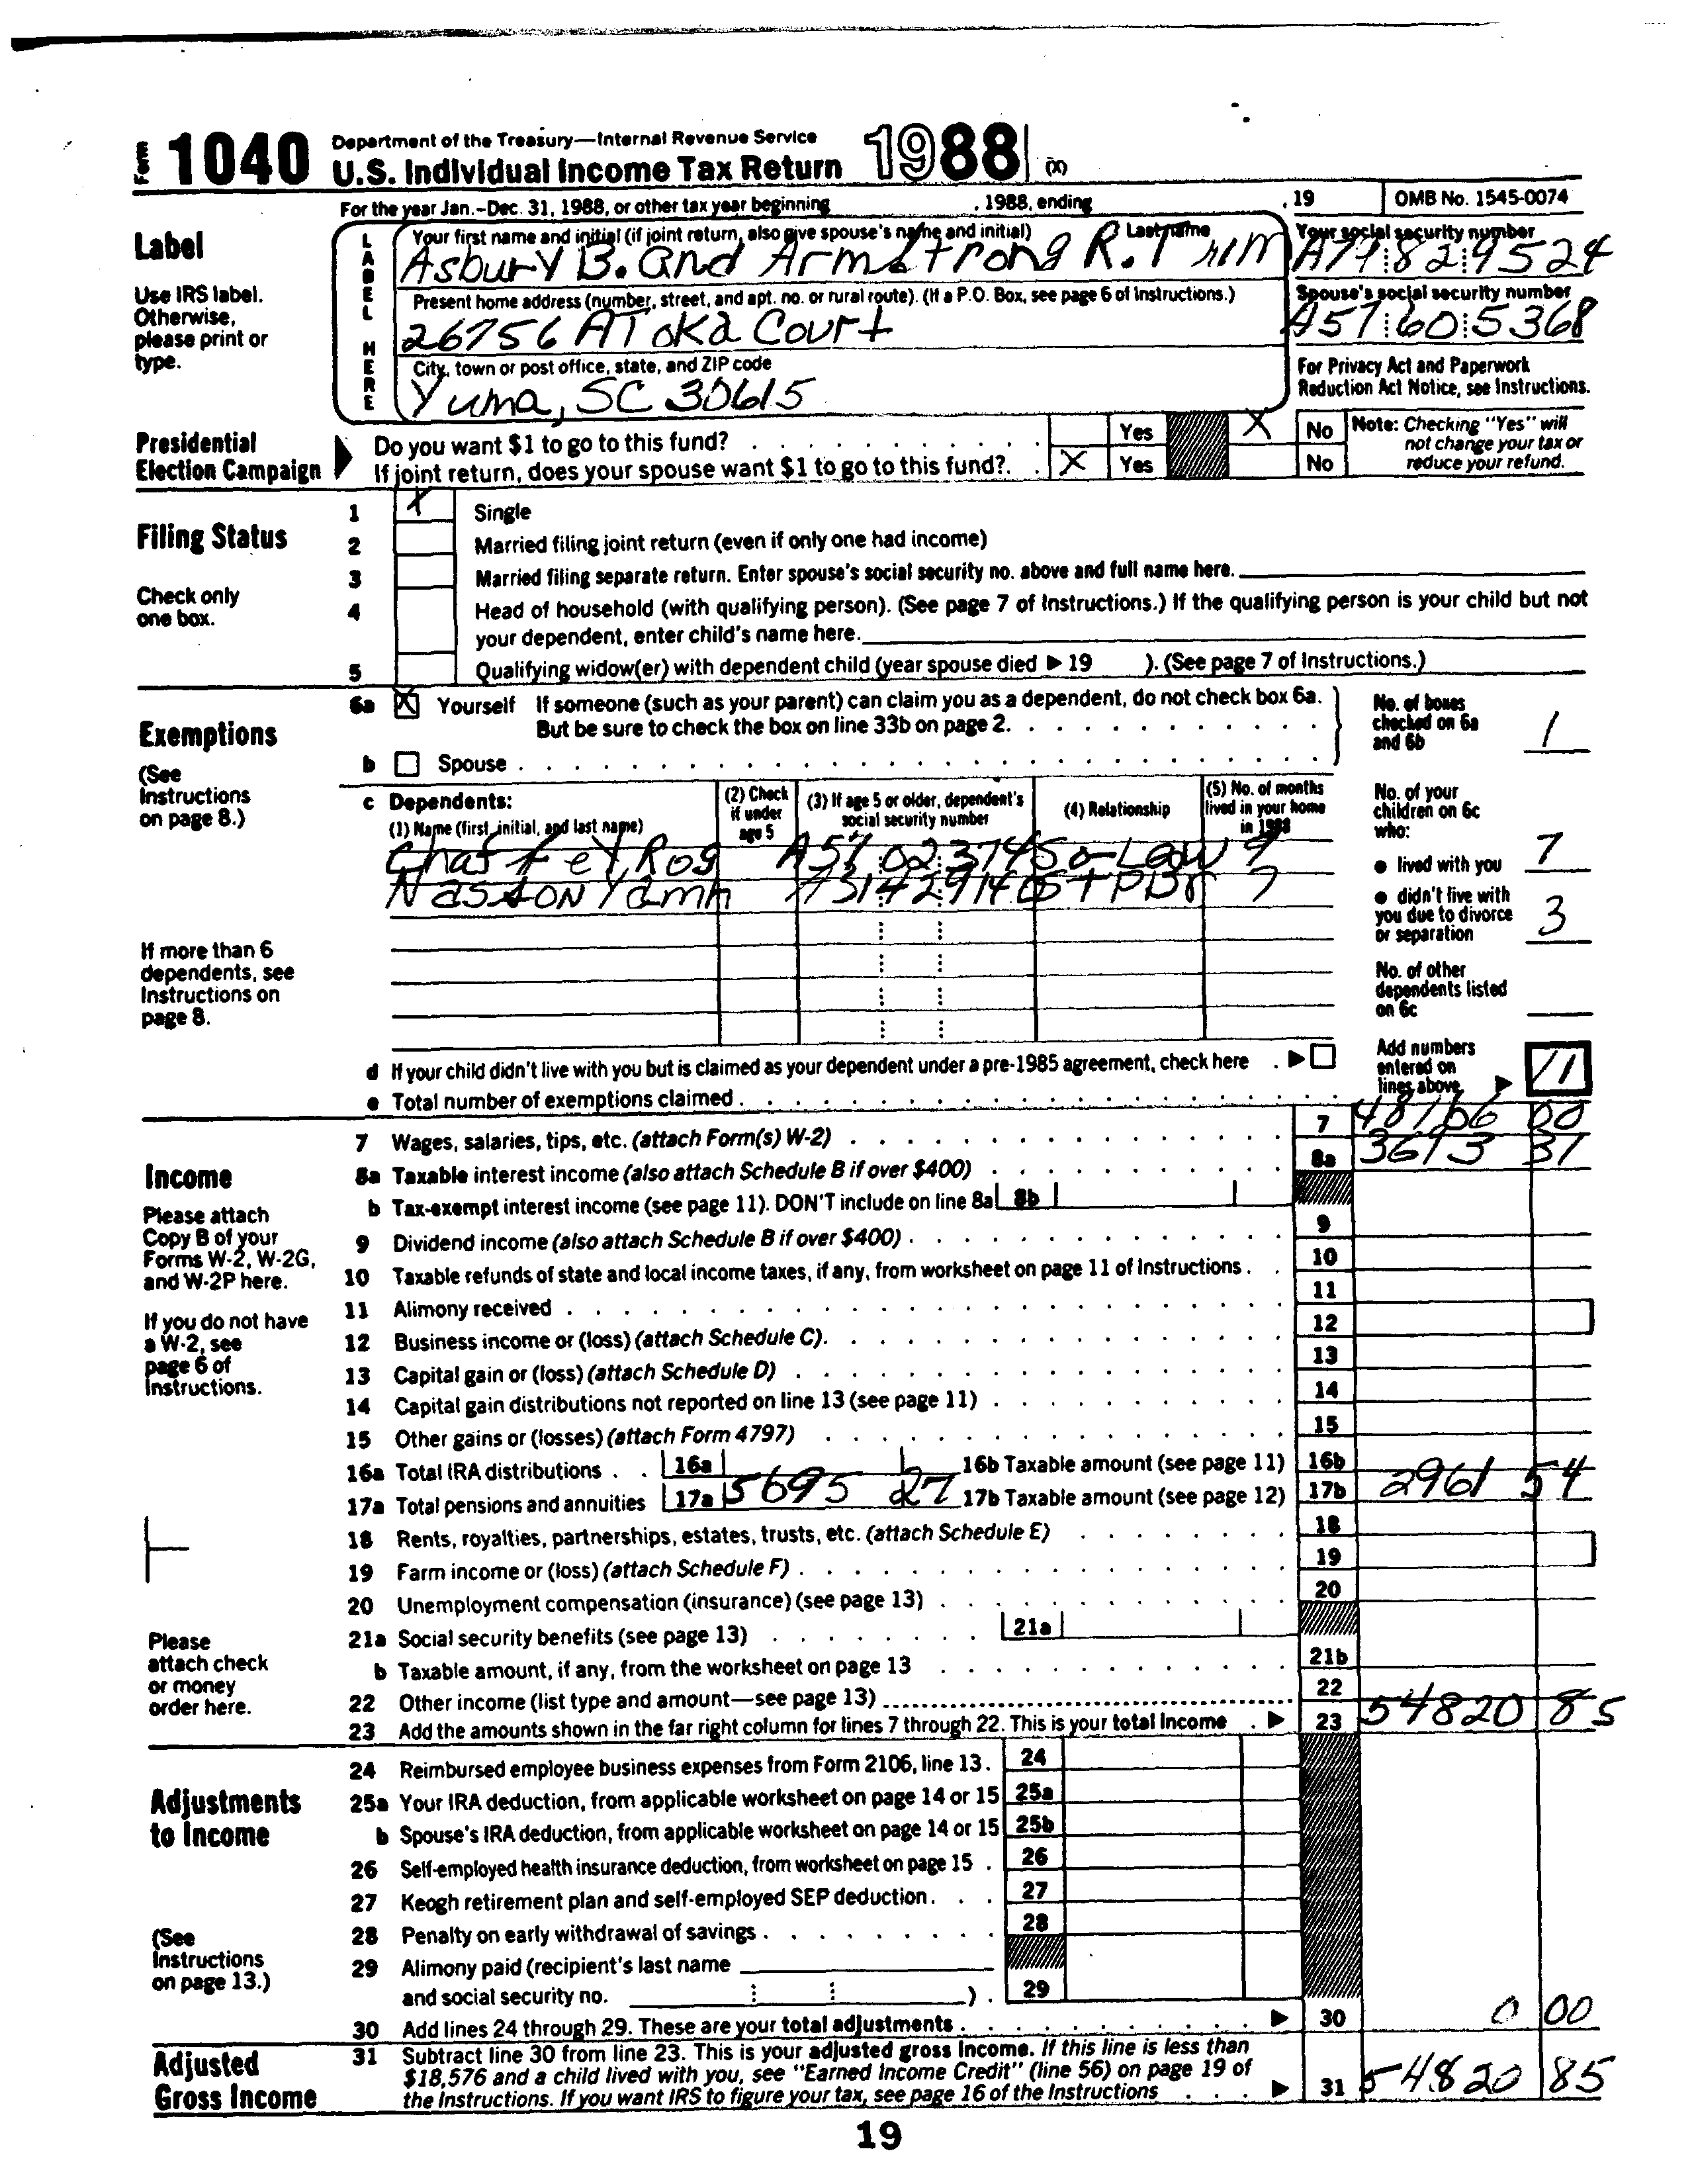 Form 1040 Department of the Treasury—Internal Revenue Service
U.S. Individual Income Tax Return 1988 (X)
For the year Jan.-Dec. 31, 1988, or other tax year beginning , 1988, ending , 19 OMB No. 1545-0074
Label
Use IRS label. Otherwise, please print or type.
LABEL HERE
Your first name and initial (if joint return, also give spouse's name and initial) Last name
Asbury B. and Armstrong R. Trim
Your social security number
A77 82 9524
Present home address (number, street, and apt. no. or rural route). (If a P.O. Box, see page 6 of Instructions.)
26756 AToka Court
Spouse's social security number
A57 60 5368
City, town or post office, state, and ZIP code
Yuma, SC 30615
For Privacy Act and Paperwork Reduction Act Notice, see Instructions.
Presidential Election Campaign
Do you want $1 to go to this fund? Yes X No
If joint return, does your spouse want $1 to go to this fund? X Yes No
Note: Checking "Yes" will not change your tax or reduce your refund.
Filing Status
Check only one box.
1 X Single
2 Married filing joint return (even if only one had income)
3 Married filing separate return. Enter spouse's social security no. above and full name here.
4 Head of household (with qualifying person). (See page 7 of Instructions.) If the qualifying person is your child but not
your dependent, enter child's name here.
5 Qualifying widow(er) with dependent child (year spouse died ▶ 19 ). (See page 7 of Instructions.)
Exemptions
(See Instructions on page 8.)
6a X Yourself If someone (such as your parent) can claim you as a dependent, do not check box 6a.
But be sure to check the box on line 33b on page 2.
b Spouse
No. of boxes checked on 6a and 6b 1
c Dependents:
(1) Name (first, initial, and last name)
(2) Check if under age 5
(3) If age 5 or older, dependent's social security number
(4) Relationship
(5) No. of months lived in your home in 1988
Chaffey Rog A57 02 3745 o-Law 9
Nasson Yamn
7
If more than 6 dependents, see Instructions on page 8.
No. of your children on 6c who:
● lived with you 7
● didn't live with you due to divorce or separation 3
No. of other dependents listed on 6c
d If your child didn't live with you but is claimed as your dependent under a pre-1985 agreement, check here ▶
e Total number of exemptions claimed
Add numbers entered on lines above ▶ 11
Income
Please attach Copy B of your Forms W-2, W-2G, and W-2P here.
If you do not have a W-2, see page 6 of Instructions.
Please attach check or money order here.
7 Wages, salaries, tips, etc. (attach Form(s) W-2) 7 48166 00
8a Taxable interest income (also attach Schedule B if over $400) 8a 3693 31
b Tax-exempt interest income (see page 11). DON'T include on line 8a 8b
9 Dividend income (also attach Schedule B if over $400) 9
10 Taxable refunds of state and local income taxes, if any, from worksheet on page 11 of Instructions 10
11 Alimony received 11
12 Business income or (loss) (attach Schedule C) 12
13 Capital gain or (loss) (attach Schedule D) 13
14 Capital gain distributions not reported on line 13 (see page 11) 14
15 Other gains or (losses) (attach Form 4797) 15
16a Total IRA distributions 16a 16b Taxable amount (see page 11) 16b
17a Total pensions and annuities 17a 5695 27 17b Taxable amount (see page 12) 17b 2961 54
18 Rents, royalties, partnerships, estates, trusts, etc. (attach Schedule E) 18
19 Farm income or (loss) (attach Schedule F) 19
20 Unemployment compensation (insurance) (see page 13) 20
21a Social security benefits (see page 13) 21a
b Taxable amount, if any, from the worksheet on page 13 21b
22 Other income (list type and amount—see page 13) 22
23 Add the amounts shown in the far right column for lines 7 through 22. This is your total income ▶ 23 54820 85
Adjustments to Income
(See Instructions on page 13.)
24 Reimbursed employee business expenses from Form 2106, line 13. 24
25a Your IRA deduction, from applicable worksheet on page 14 or 15 25a
b Spouse's IRA deduction, from applicable worksheet on page 14 or 15 25b
26 Self-employed health insurance deduction, from worksheet on page 15 26
27 Keogh retirement plan and self-employed SEP deduction 27
28 Penalty on early withdrawal of savings 28
29 Alimony paid (recipient's last name
and social security no. ) 29
30 Add lines 24 through 29. These are your total adjustments ▶ 30 0 00
Adjusted Gross Income
31 Subtract line 30 from line 23. This is your adjusted gross income. If this line is less than
$18,576 and a child lived with you, see "Earned Income Credit" (line 56) on page 19 of
the Instructions. If you want IRS to figure your tax, see page 16 of the Instructions ▶ 31 54820 85
19